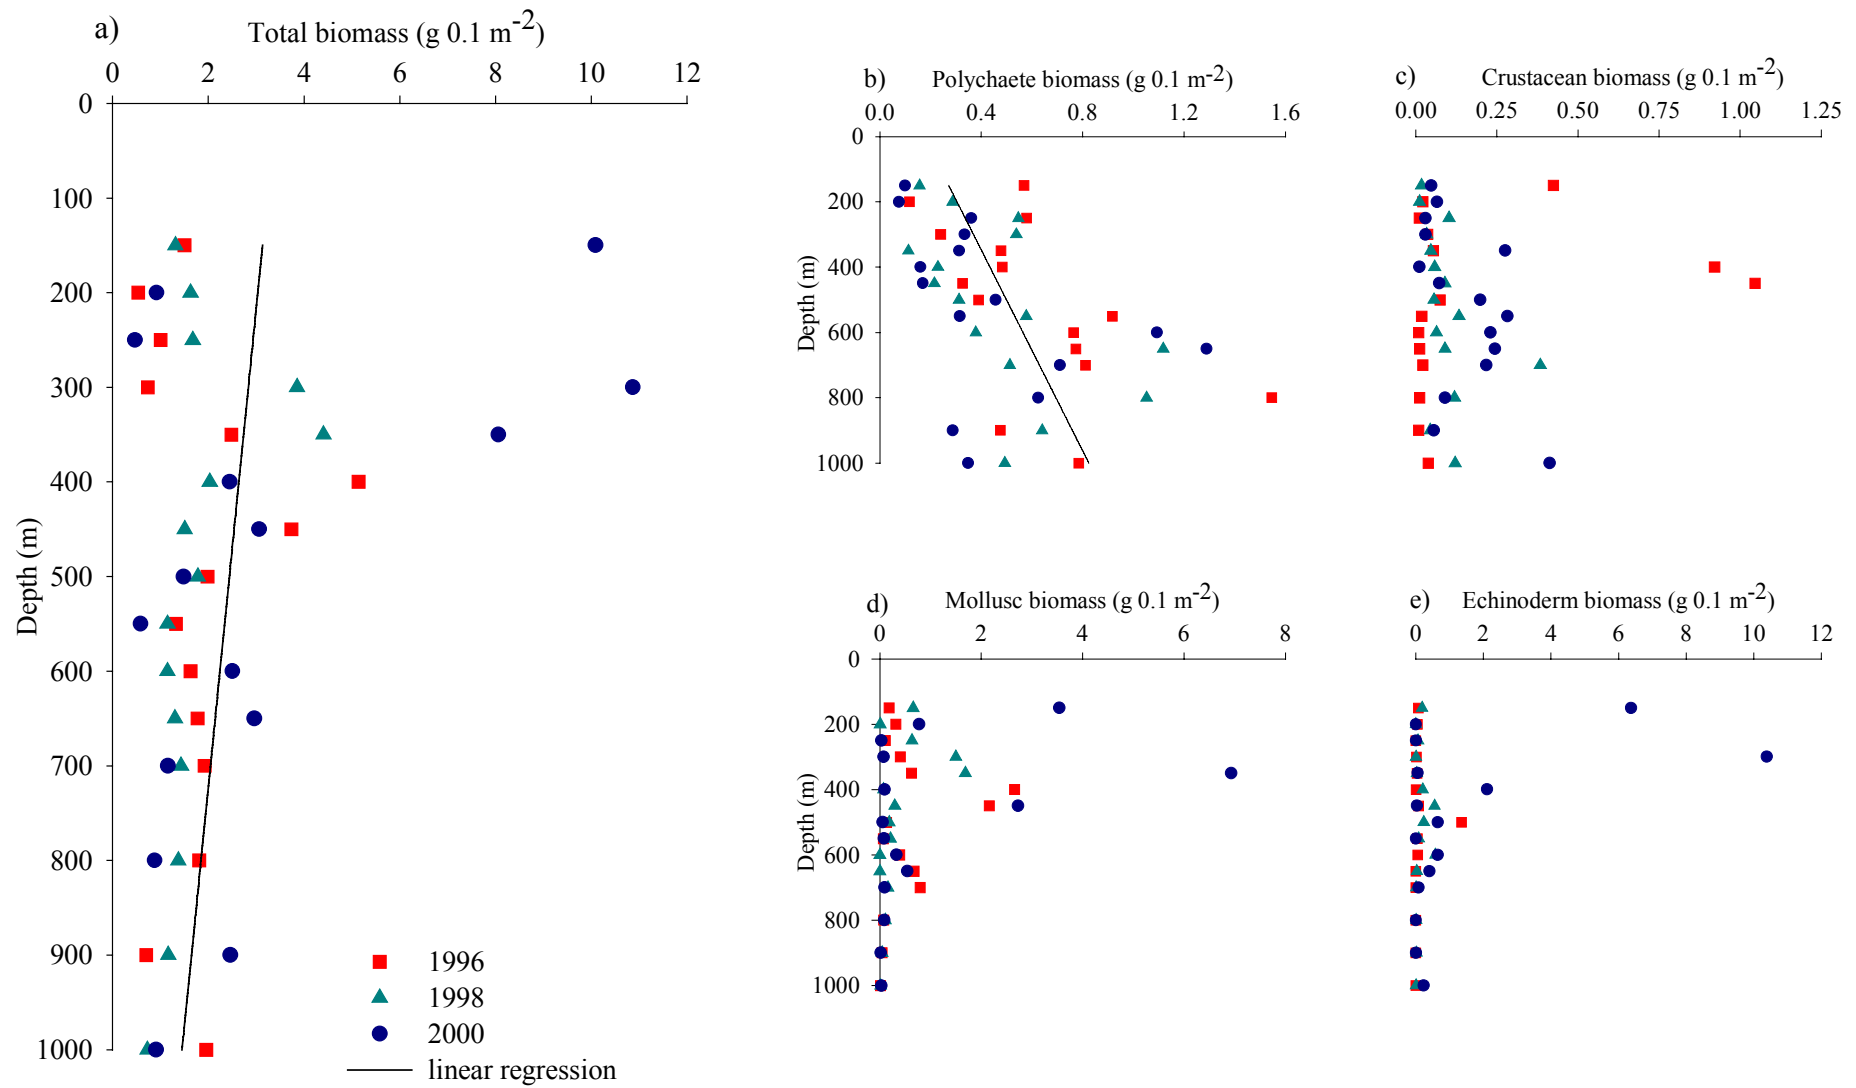 a) Total biomass (g 0.1 m-2)
0 2 4 6 8 10 12
0
100
200
300
400
500
600
700
800
900
1000
Depth (m)
1996
1998
2000
linear regression
b) Polychaete biomass (g 0.1 m-2)
0.0 0.4 0.8 1.2 1.6
0
200
400
600
800
1000
Depth (m)
c) Crustacean biomass (g 0.1 m-2)
0.00 0.25 0.50 0.75 1.00 1.25
d) Mollusc biomass (g 0.1 m-2)
0 2 4 6 8
0
200
400
600
800
1000
Depth (m)
e) Echinoderm biomass (g 0.1 m-2)
0 2 4 6 8 10 12